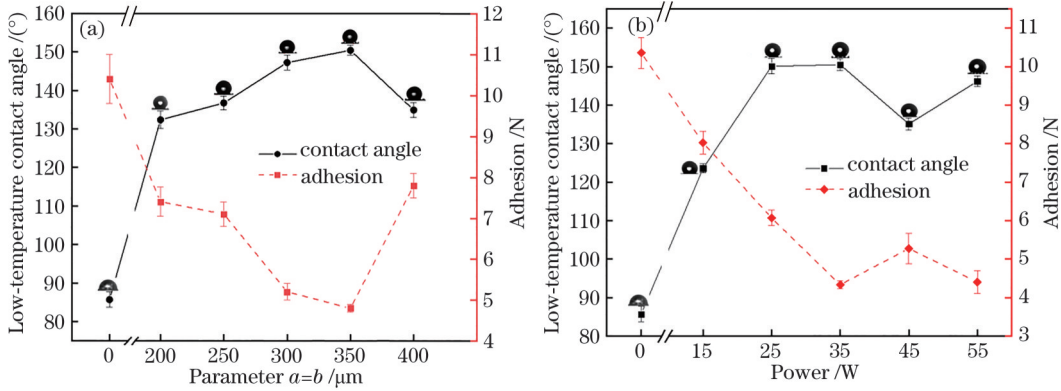 (a)
Low-temperature contact angle /(°)
160
150
140
130
120
110
100
90
80
contact angle
adhesion
12
11
10
9
8
7
6
5
4
Adhesion /N
0 200 250 300 350 400
Parameter a=b /μm
(b)
Low-temperature contact angle /(°)
160
150
140
130
120
110
100
90
80
contact angle
adhesion
11
10
9
8
7
6
5
4
3
Adhesion /N
0 15 25 35 45 55
Power /W